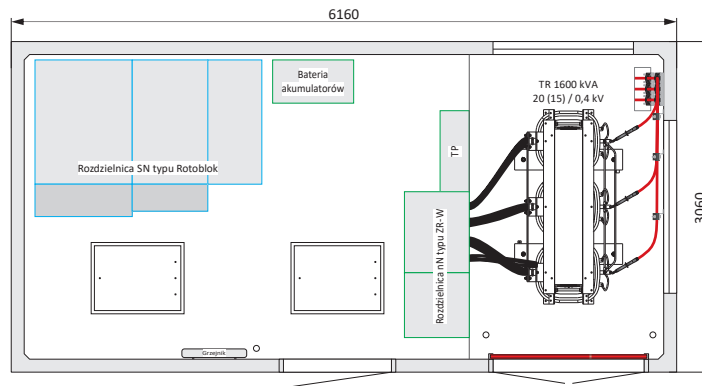 6160
Bateria
akumulatorów
TR 1600 kVA
20 (15) / 0,4 kV
Rozdzielnica SN typu Rotoblok
TP
3060
Rozdzielnica nN typu ZR-W
Grzejnik